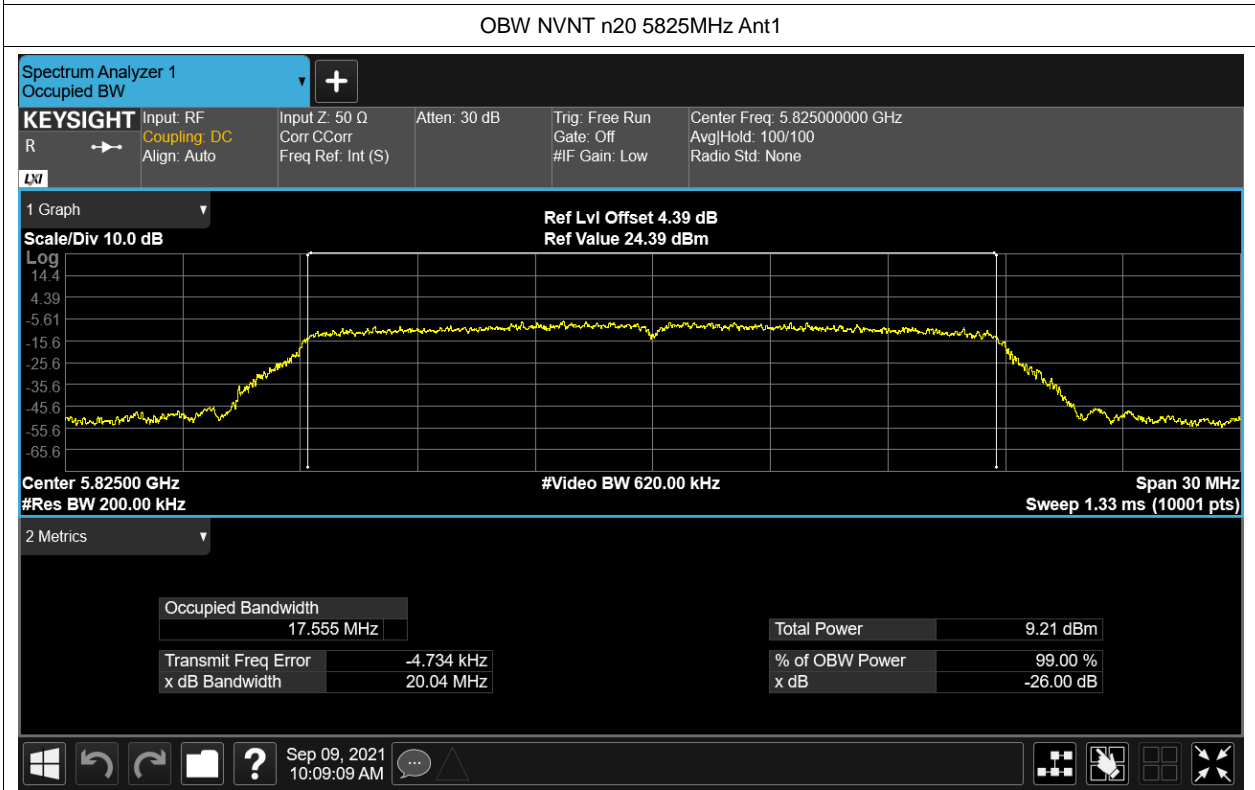 OBW NVNT n20 5825MHz Ant1
Spectrum Analyzer 1
Occupied BW
KEYSIGHT
R
LXI
Input: RF
Coupling: DC
Align: Auto
Input Z: 50 Ω
Corr CCorr
Freq Ref: Int (S)
Atten: 30 dB
Trig: Free Run
Gate: Off
#IF Gain: Low
Center Freq: 5.825000000 GHz
Avg|Hold: 100/100
Radio Std: None
1 Graph
Scale/Div 10.0 dB
Ref Lvl Offset 4.39 dB
Ref Value 24.39 dBm
Log
14.4
4.39
-5.61
-15.6
-25.6
-35.6
-45.6
-55.6
-65.6
Center 5.82500 GHz
#Res BW 200.00 kHz
#Video BW 620.00 kHz
Span 30 MHz
Sweep 1.33 ms (10001 pts)
2 Metrics
Occupied Bandwidth
17.555 MHz
Transmit Freq Error -4.734 kHz
x dB Bandwidth 20.04 MHz
Total Power 9.21 dBm
% of OBW Power 99.00 %
x dB -26.00 dB
?
Sep 09, 2021
10:09:09 AM